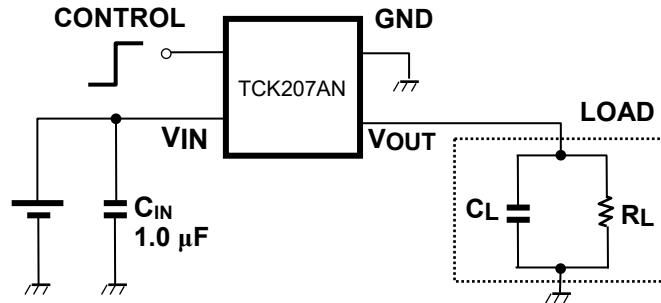 CONTROL
GND
TCK207AN
VIN
VOUT
LOAD
CIN
1.0 μF
CL
RL